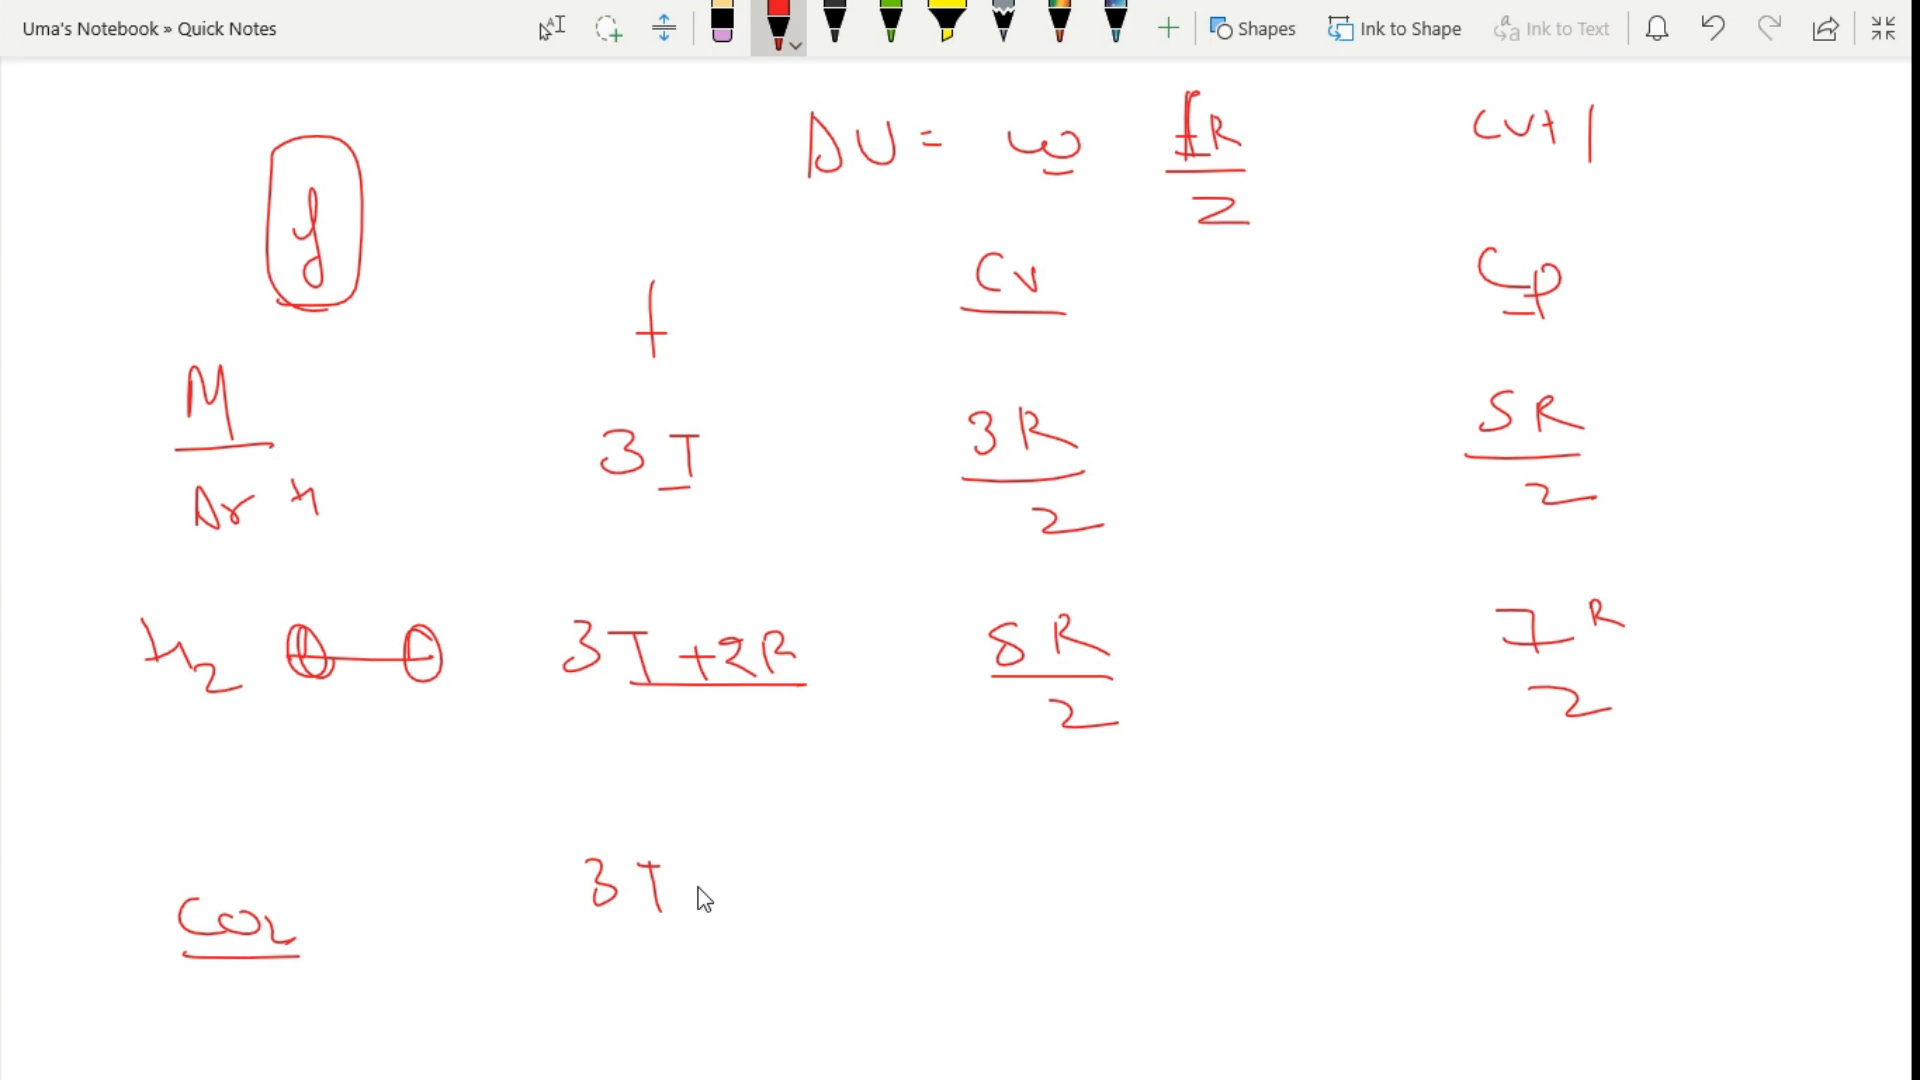 Uma's Notebook » Quick Notes
Shapes
Ink to Shape
Ink to Text
ΔU = ω fR/2
Cv+1
f
f
Cv
Cp
M
3T
3R/2
5R/2
Ar
H2
3T+2R
5R/2
7R/2
CO2
3T